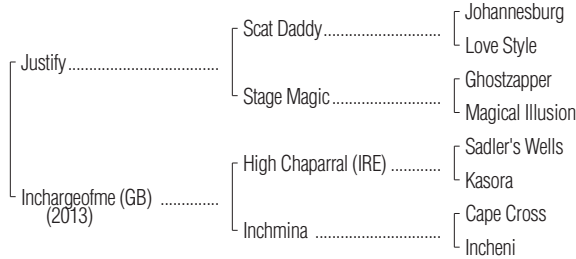 Johannesburg
Scat Daddy
Love Style
Justify
Ghostzapper
Stage Magic
Magical Illusion
Sadler's Wells
High Chaparral (IRE)
Kasora
Inchargeofme (GB)
(2013)
Cape Cross
Inchmina
Incheni